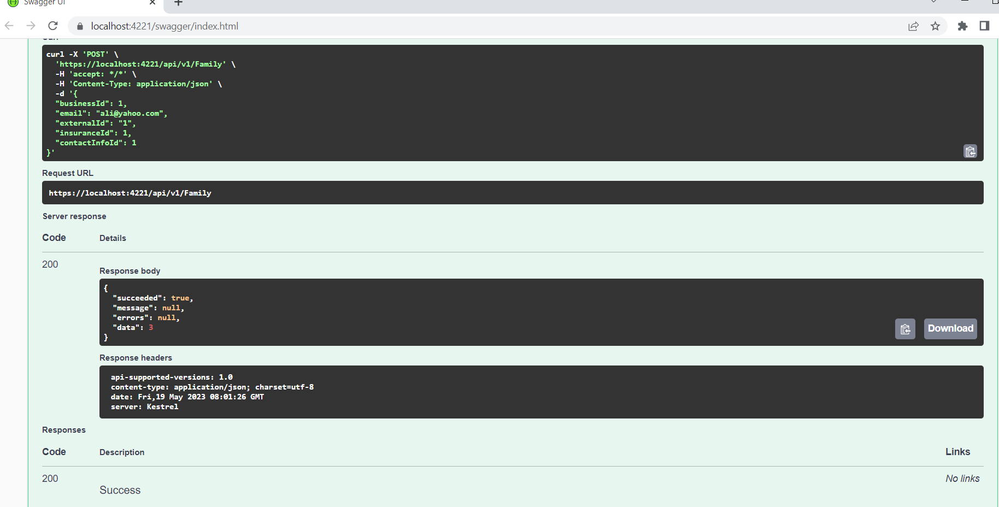 Swagger UI
localhost:4221/swagger/index.html
Curl
curl -X 'POST' \
'https://localhost:4221/api/v1/Family' \
-H 'accept: */*' \
-H 'Content-Type: application/json' \
-d '{
"businessId": 1,
"email": "ali@yahoo.com",
"externalId": "1",
"insuranceId": 1,
"contactInfoId": 1
}'
Request URL
https://localhost:4221/api/v1/Family
Server response
Code Details
200
Response body
{
"succeeded": true,
"message": null,
"errors": null,
"data": 3
}
Download
Response headers
api-supported-versions: 1.0
content-type: application/json; charset=utf-8
date: Fri,19 May 2023 08:01:26 GMT
server: Kestrel
Responses
Code Description Links
200 No links
Success